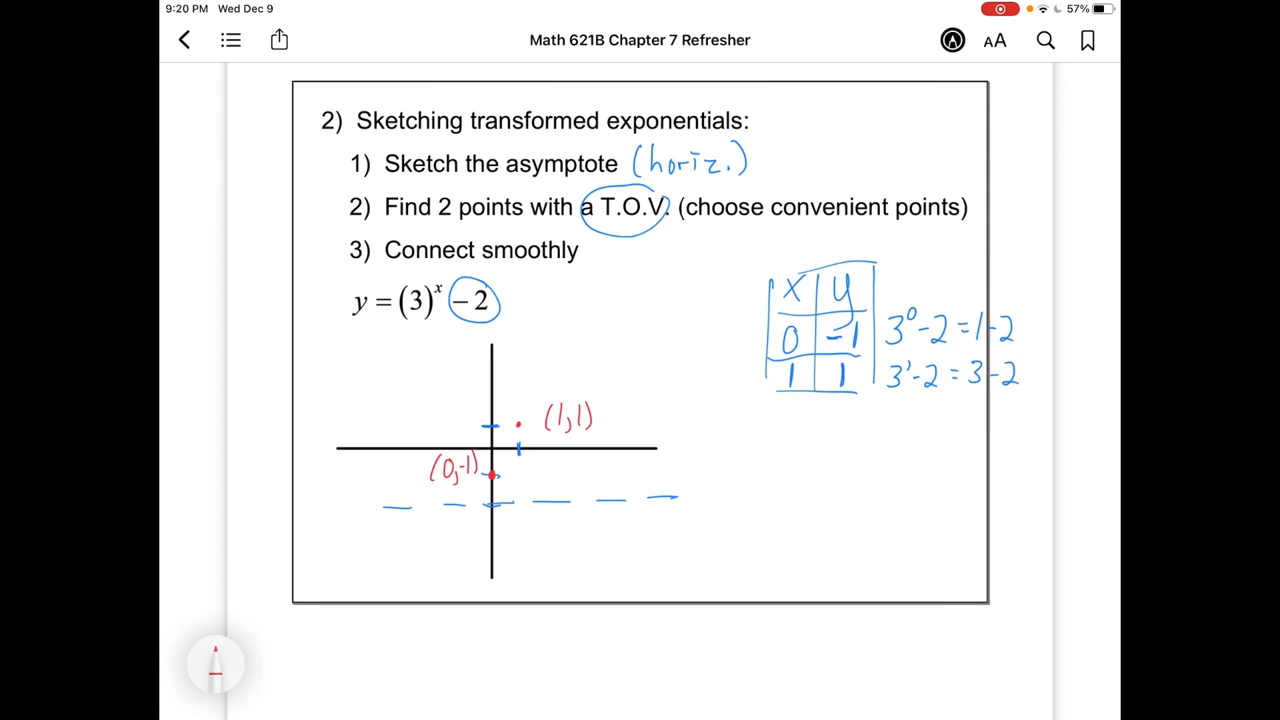 9:20 PM Wed Dec 9 57%
Math 621B Chapter 7 Refresher
AA
2) Sketching transformed exponentials:
1) Sketch the asymptote (horiz.)
2) Find 2 points with a T.O.V. (choose convenient points)
3) Connect smoothly
y = (3)^x − 2
x y
0 -1 3^0 - 2 = 1 - 2
1 1 3^1 - 2 = 3 - 2
(1,1)
(0,-1)